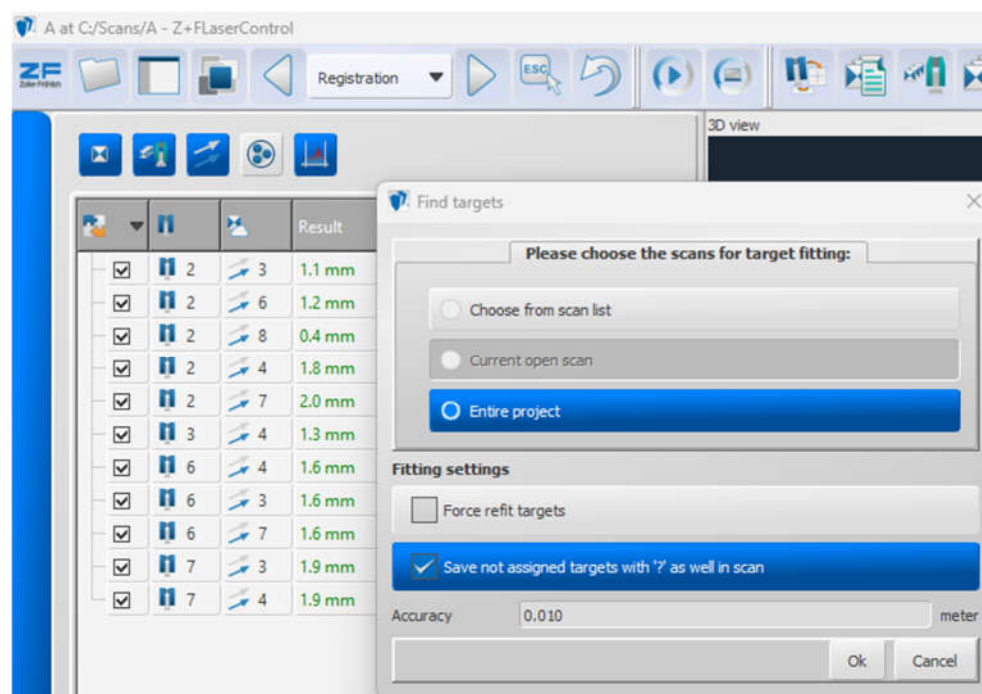 A at C:/Scans/A - Z+FLaserControl
ZF
Zoller+Fröhlich
Registration
ESC
3D view
Result
2 3 1.1 mm
2 6 1.2 mm
2 8 0.4 mm
2 4 1.8 mm
2 7 2.0 mm
3 4 1.3 mm
6 4 1.6 mm
6 3 1.6 mm
6 7 1.6 mm
7 3 1.9 mm
7 4 1.9 mm
Find targets
Please choose the scans for target fitting:
Choose from scan list
Current open scan
Entire project
Fitting settings
Force refit targets
Save not assigned targets with '?' as well in scan
Accuracy 0.010 meter
Ok Cancel